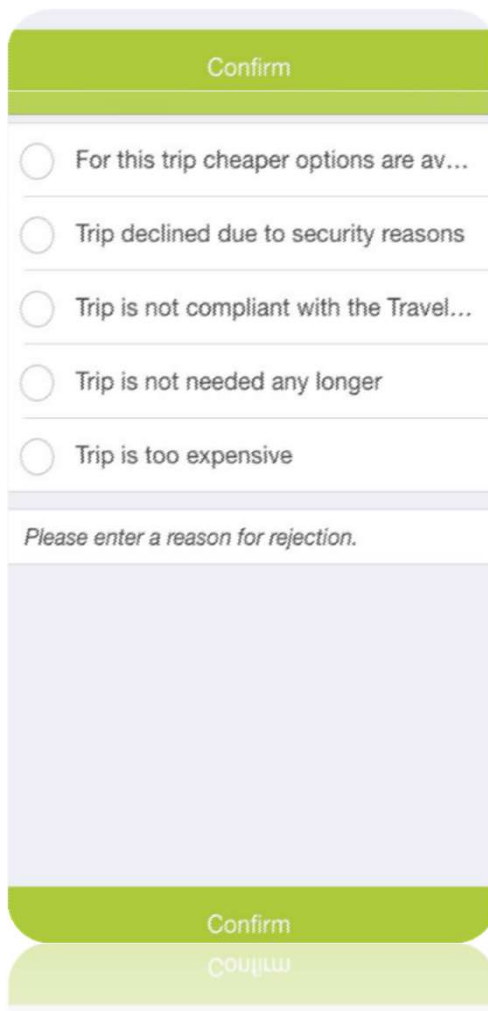 Confirm
For this trip cheaper options are av...
Trip declined due to security reasons
Trip is not compliant with the Travel...
Trip is not needed any longer
Trip is too expensive
Please enter a reason for rejection.
Confirm